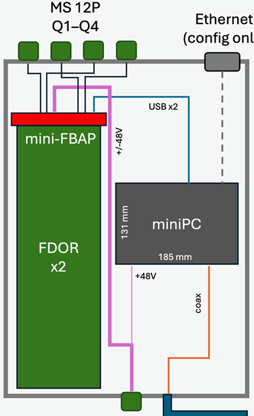 MS 12P
Q1–Q4
Ethernet
(config onl
USB x2
mini-FBAP
+/-48V
FDOR
x2
131 mm
miniPC
185 mm
+48V
coax